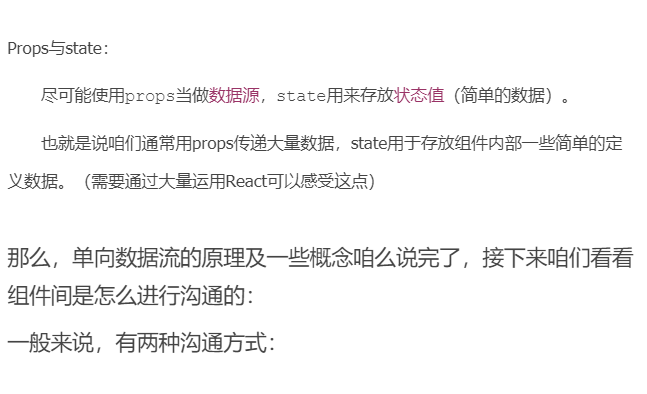 Props与state：
尽可能使用props当做数据源，state用来存放状态值（简单的数据）。
也就是说咱们通常用props传递大量数据，state用于存放组件内部一些简单的定
义数据。（需要通过大量运用React可以感受这点）
那么，单向数据流的原理及一些概念咱么说完了，接下来咱们看看
组件间是怎么进行沟通的：
一般来说，有两种沟通方式：